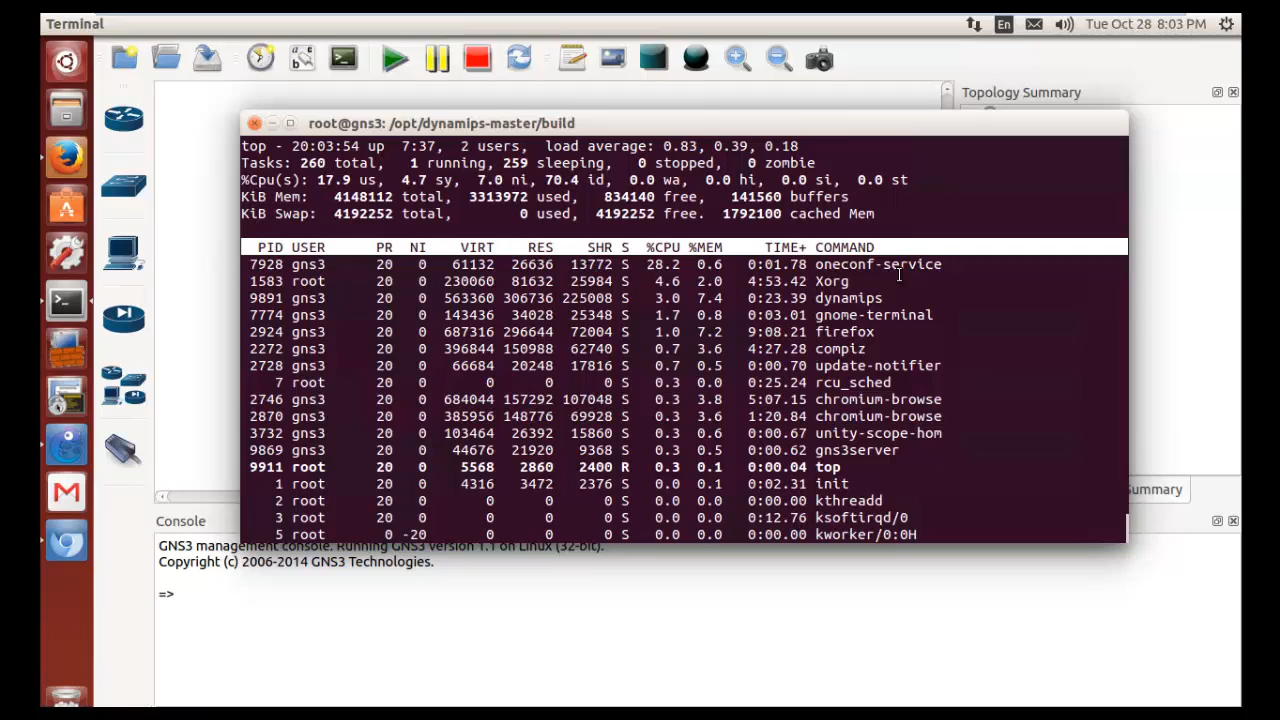 Terminal
En
Tue Oct 28 8:03 PM
Topology Summary
root@gns3: /opt/dynamips-master/build
top - 20:03:54 up  7:37,  2 users,  load average: 0.83, 0.39, 0.18
Tasks: 260 total,   1 running, 259 sleeping,   0 stopped,   0 zombie
%Cpu(s): 17.9 us,  4.7 sy,  7.0 ni, 70.4 id,  0.0 wa,  0.0 hi,  0.0 si,  0.0 st
KiB Mem:   4148112 total,  3313972 used,   834140 free,   141560 buffers
KiB Swap:  4192252 total,        0 used,  4192252 free.  1792100 cached Mem
PID USER PR NI VIRT RES SHR S %CPU %MEM TIME+ COMMAND
7928 gns3 20 0 61132 26636 13772 S 28.2 0.6 0:01.78 oneconf-service
1583 root 20 0 230060 81632 25984 S 4.6 2.0 4:53.42 Xorg
9891 gns3 20 0 563360 306736 225008 S 3.0 7.4 0:23.39 dynamips
7774 gns3 20 0 143436 34028 25348 S 1.7 0.8 0:03.01 gnome-terminal
2924 gns3 20 0 687316 296644 72004 S 1.0 7.2 9:08.21 firefox
2272 gns3 20 0 396844 150988 62740 S 0.7 3.6 4:27.28 compiz
2728 gns3 20 0 66684 20248 17816 S 0.7 0.5 0:00.70 update-notifier
7 root 20 0 0 0 0 S 0.3 0.0 0:25.24 rcu_sched
2746 gns3 20 0 684044 157292 107048 S 0.3 3.8 5:07.15 chromium-browse
2870 gns3 20 0 385956 148776 69928 S 0.3 3.6 1:20.84 chromium-browse
3732 gns3 20 0 103464 26392 15860 S 0.3 0.6 0:00.67 unity-scope-hom
9869 gns3 20 0 44676 21920 9368 S 0.3 0.5 0:00.62 gns3server
9911 root 20 0 5568 2860 2400 R 0.3 0.1 0:00.04 top
1 root 20 0 4316 3472 2376 S 0.0 0.1 0:02.31 init
2 root 20 0 0 0 0 S 0.0 0.0 0:00.00 kthreadd
3 root 20 0 0 0 0 S 0.0 0.0 0:12.76 ksoftirqd/0
5 root 0 -20 0 0 0 S 0.0 0.0 0:00.00 kworker/0:0H
Summary
Console
GNS3 management console. Running GNS3 version 1.1 on Linux (32-bit).
Copyright (c) 2006-2014 GNS3 Technologies.
=>